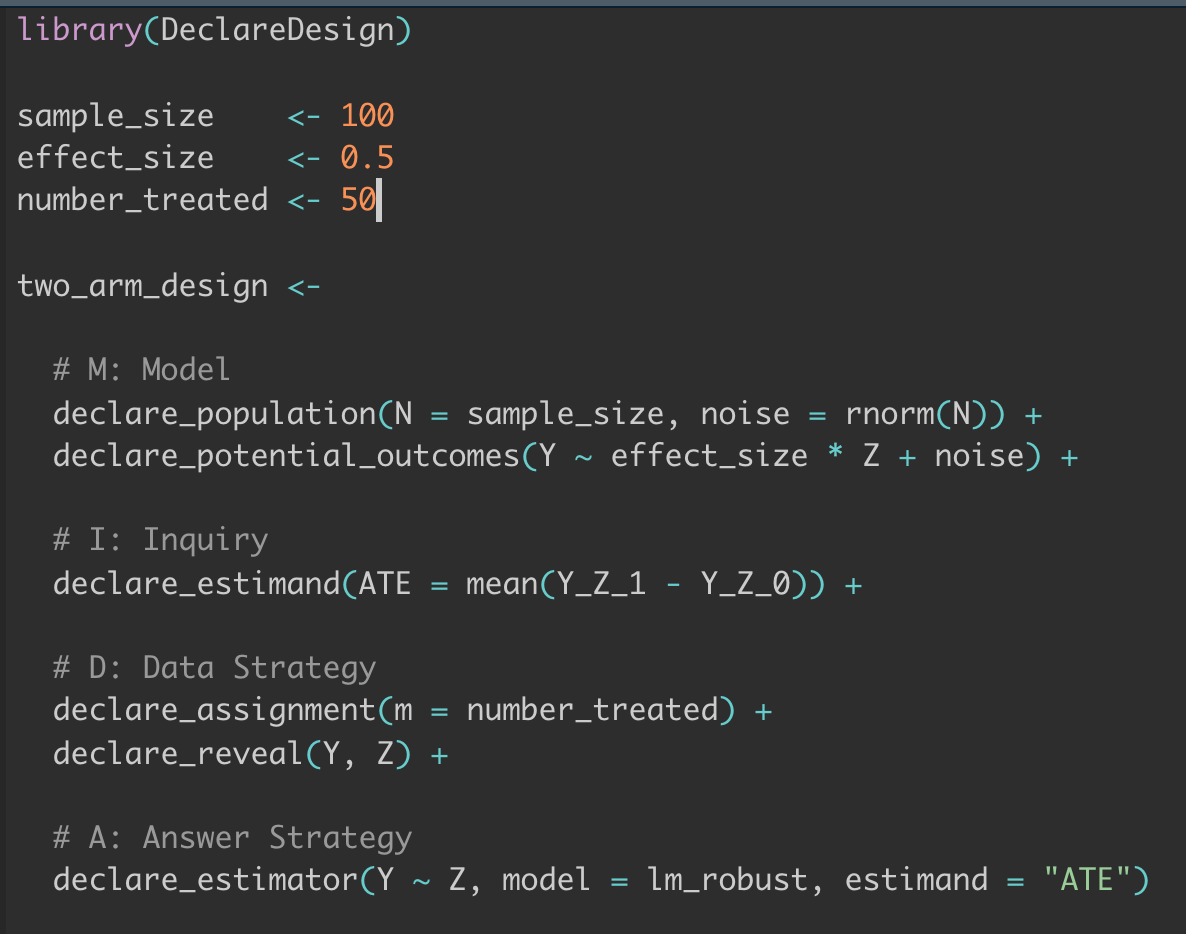 library(DeclareDesign)
sample_size    <- 100
effect_size    <- 0.5
number_treated <- 50
two_arm_design <-
  # M: Model
  declare_population(N = sample_size, noise = rnorm(N)) +
  declare_potential_outcomes(Y ~ effect_size * Z + noise) +
  # I: Inquiry
  declare_estimand(ATE = mean(Y_Z_1 - Y_Z_0)) +
  # D: Data Strategy
  declare_assignment(m = number_treated) +
  declare_reveal(Y, Z) +
  # A: Answer Strategy
  declare_estimator(Y ~ Z, model = lm_robust, estimand = "ATE")